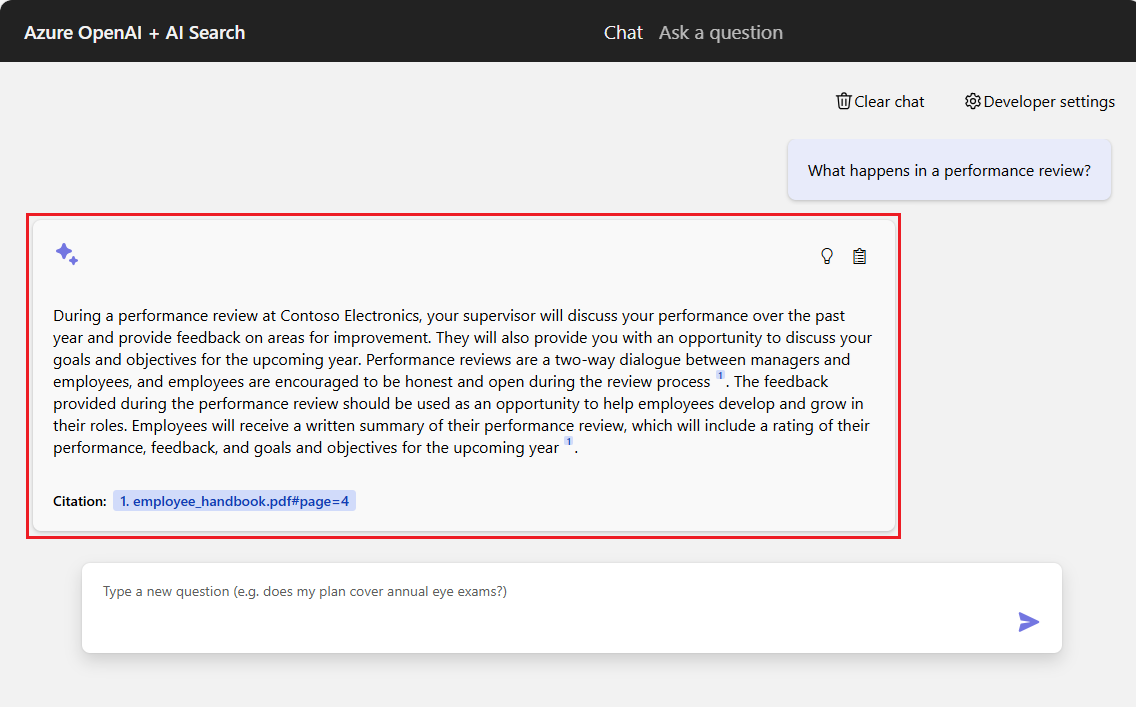 Azure OpenAI + AI Search
Chat Ask a question
Clear chat Developer settings
What happens in a performance review?
During a performance review at Contoso Electronics, your supervisor will discuss your performance over the past
year and provide feedback on areas for improvement. They will also provide you with an opportunity to discuss your
goals and objectives for the upcoming year. Performance reviews are a two-way dialogue between managers and
employees, and employees are encouraged to be honest and open during the review process 1. The feedback
provided during the performance review should be used as an opportunity to help employees develop and grow in
their roles. Employees will receive a written summary of their performance review, which will include a rating of their
performance, feedback, and goals and objectives for the upcoming year 1.
Citation: 1. employee_handbook.pdf#page=4
Type a new question (e.g. does my plan cover annual eye exams?)